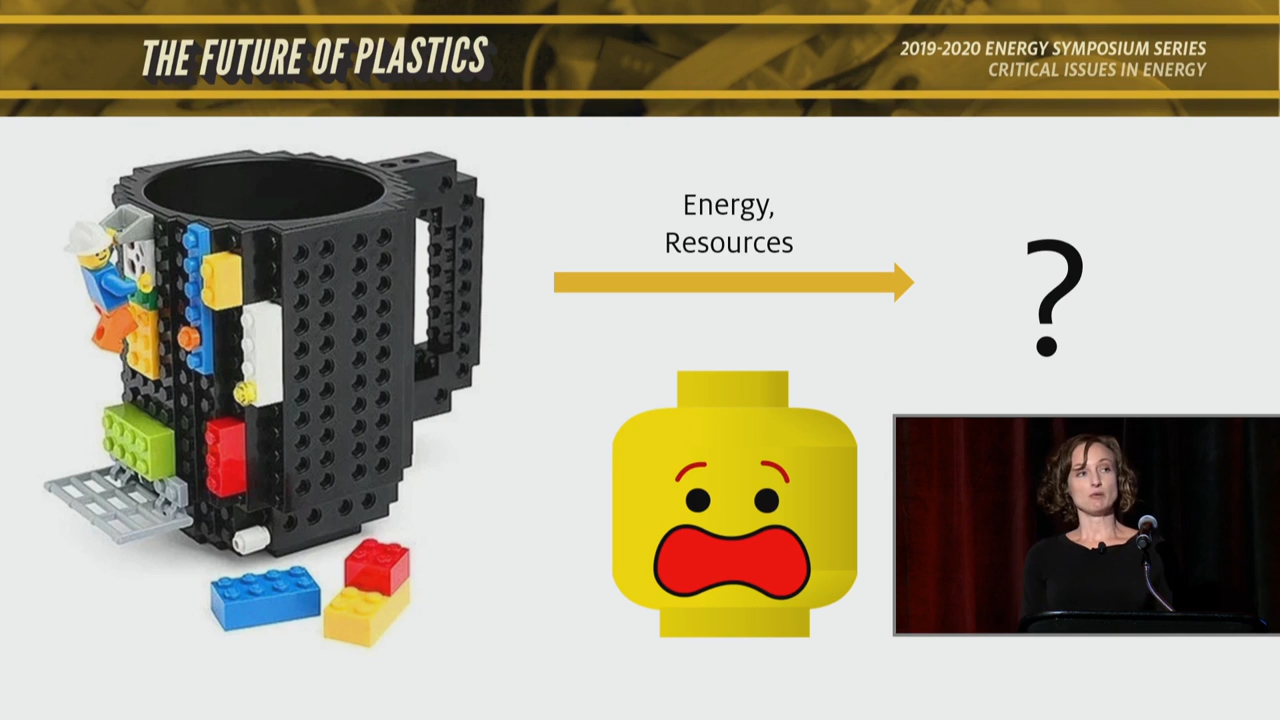 THE FUTURE OF PLASTICS
2019-2020 ENERGY SYMPOSIUM SERIES
CRITICAL ISSUES IN ENERGY
Energy,
Resources
?